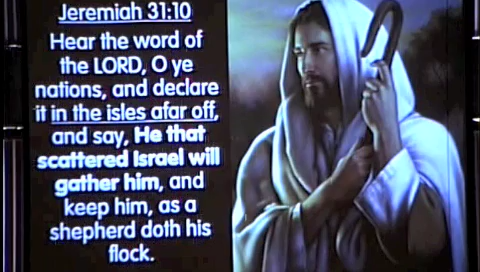 Jeremiah 31:10
Hear the word of
the LORD, O ye
nations, and declare
it in the isles afar off,
and say, He that
scattered Israel will
gather him, and
keep him, as a
shepherd doth his
flock.